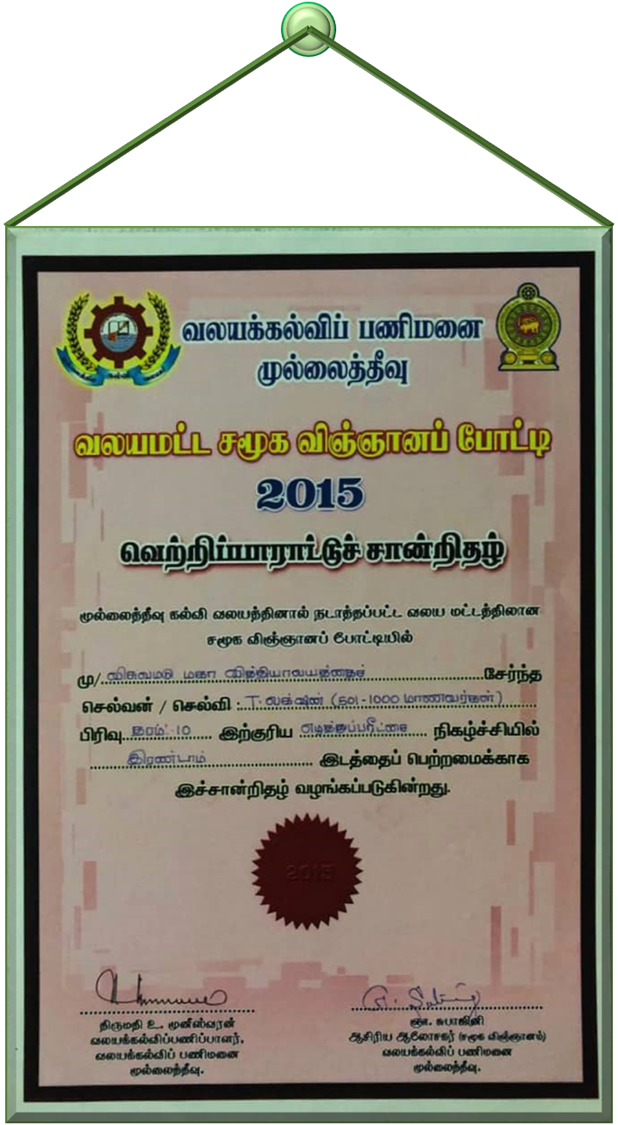 வலயக்கல்விப் பணிமனை
முல்லைத்தீவு
வலயமட்ட சமூக விஞ்ஞானப் போட்டி
2015
வெற்றிப்பாராட்டுச் சான்றிதழ்
முல்லைத்தீவு கல்வி வலயத்தினால் நடாத்தப்பட்ட வலய மட்டத்திலான
சமூக விஞ்ஞானப் போட்டியில்
மு/ விசுவமடு மகா வித்தியாலயத்தைச் சேர்ந்த
செல்வன் / செல்வி : T. லக்‌ஷன் (501 - 1000 மாணவர்கள்)
பிரிவு தரம் - 10 இற்குரிய எழுத்துப்பரீட்சை நிகழ்ச்சியில்
இரண்டாம் இடத்தைப் பெற்றமைக்காக
இச்சான்றிதழ் வழங்கப்படுகின்றது.
2015
திருமதி உ. முனீஸ்வரன்
வலயக்கல்விப்பணிப்பாளர்,
வலயக்கல்விப் பணிமனை
முல்லைத்தீவு.
ஞா. சுபாஜினி
ஆசிரிய ஆலோசகர் (சமூக விஞ்ஞானம்)
வலயக்கல்விப் பணிமனை
முல்லைத்தீவு.